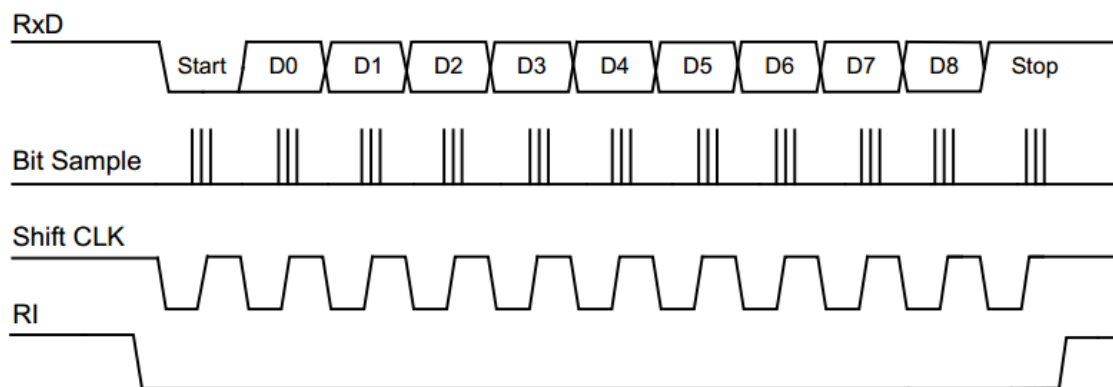 RxD
Start D0 D1 D2 D3 D4 D5 D6 D7 D8 Stop
Bit Sample
Shift CLK
RI